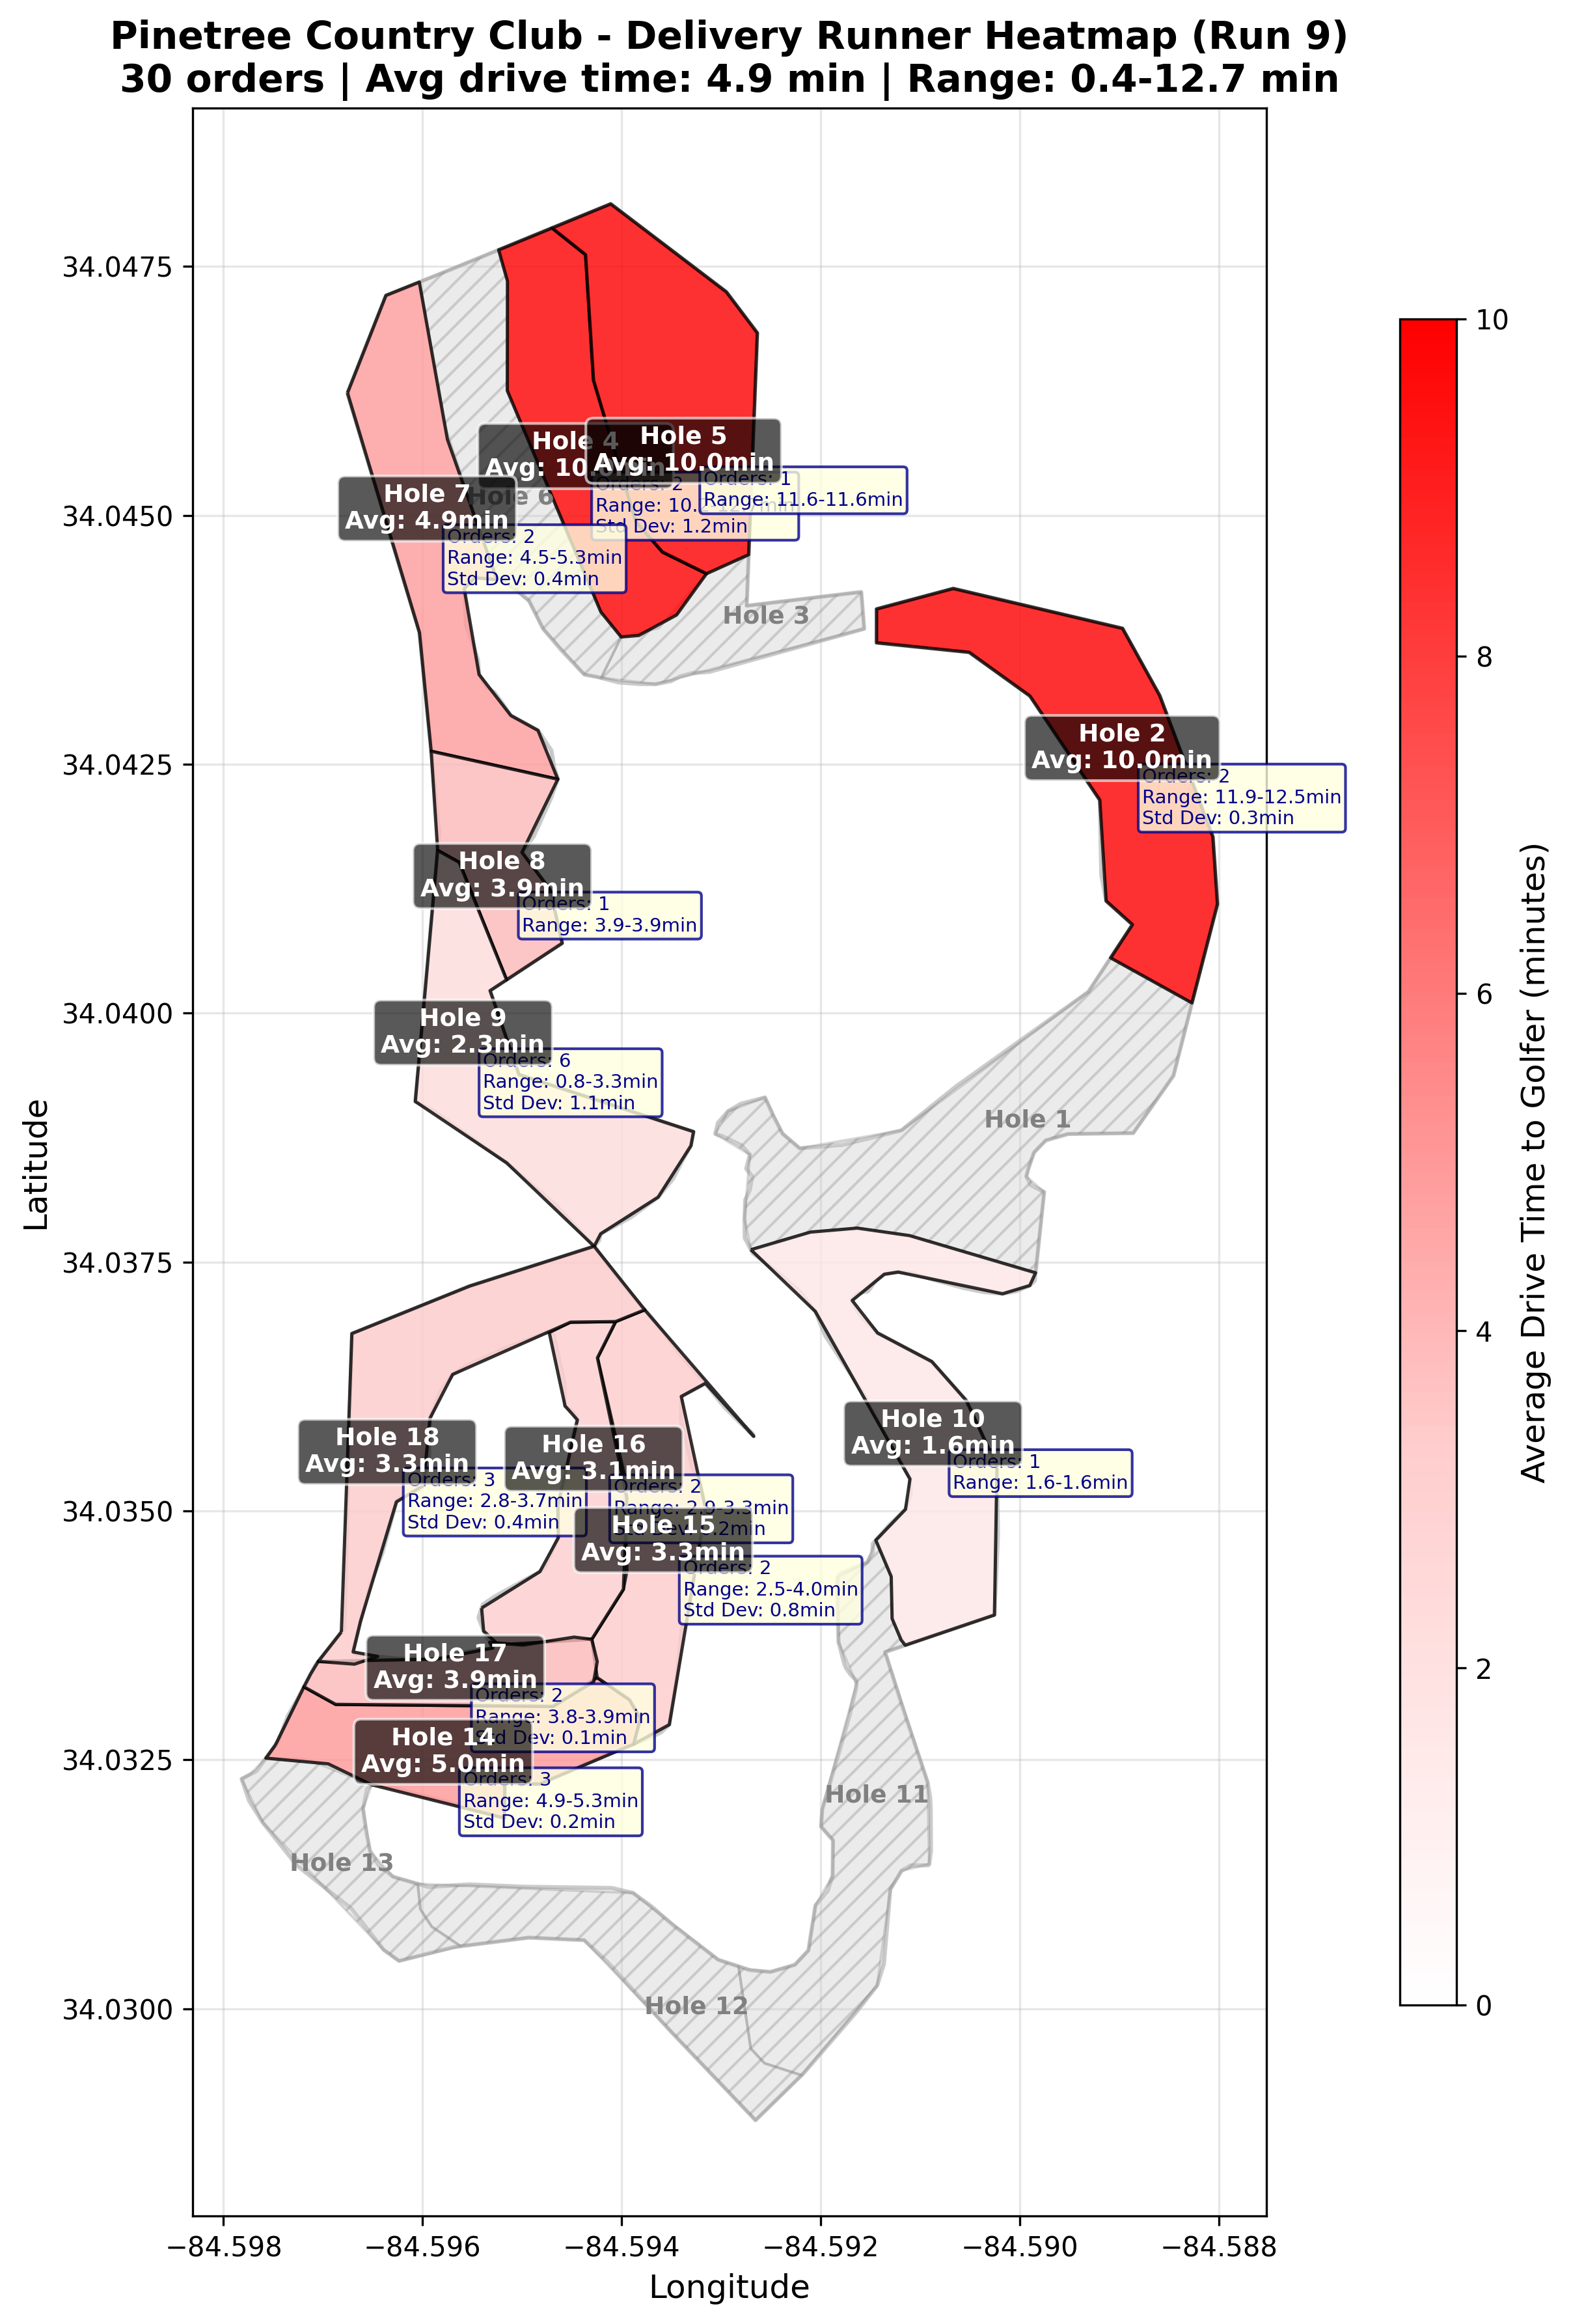 Pinetree Country Club - Delivery Runner Heatmap (Run 9)
30 orders | Avg drive time: 4.9 min | Range: 0.4-12.7 min
34.0475
34.0450
34.0425
34.0400
34.0375
34.0350
34.0325
34.0300
Latitude
−84.598
−84.596
−84.594
−84.592
−84.590
−84.588
Longitude
10
8
6
4
2
0
Average Drive Time to Golfer (minutes)
Hole 4
Avg: 10.
Orders: 2
Range: 10.
Std Dev: 1.2min
Hole 5
Avg: 10.0min
Orders: 1
Range: 11.6-11.6min
Hole 6
Hole 7
Avg: 4.9min
Orders: 2
Range: 4.5-5.3min
Std Dev: 0.4min
Hole 3
Hole 2
Avg: 10.0min
Orders: 2
Range: 11.9-12.5min
Std Dev: 0.3min
Hole 8
Avg: 3.9min
Orders: 1
Range: 3.9-3.9min
Hole 9
Avg: 2.3min
Orders: 6
Range: 0.8-3.3min
Std Dev: 1.1min
Hole 1
Hole 10
Avg: 1.6min
Orders: 1
Range: 1.6-1.6min
Hole 18
Avg: 3.3min
Orders: 3
Range: 2.8-3.7min
Std Dev: 0.4min
Hole 16
Avg: 3.1min
Orders: 2
Range: 2.9-3.3min
Std Dev: 0.2min
Hole 15
Avg: 3.3min
Orders: 2
Range: 2.5-4.0min
Std Dev: 0.8min
Hole 17
Avg: 3.9min
Orders: 2
Range: 3.8-3.9min
Std Dev: 0.1min
Hole 14
Avg: 5.0min
Orders: 3
Range: 4.9-5.3min
Std Dev: 0.2min
Hole 11
Hole 13
Hole 12